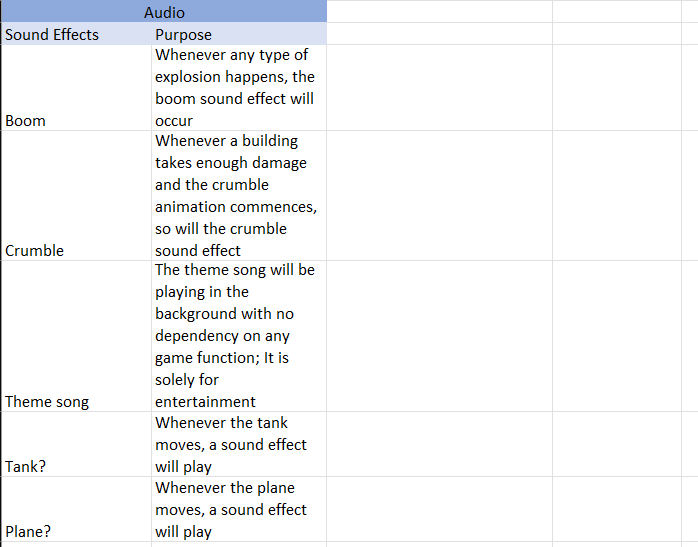 Audio
Sound Effects Purpose
Whenever any type of
explosion happens, the
boom sound effect will
Boom occur
Whenever a building
takes enough damage
and the crumble
animation commences,
so will the crumble
Crumble sound effect
The theme song will be
playing in the
background with no
dependency on any
game function; It is
solely for
Theme song entertainment
Whenever the tank
moves, a sound effect
Tank? will play
Whenever the plane
moves, a sound effect
Plane? will play